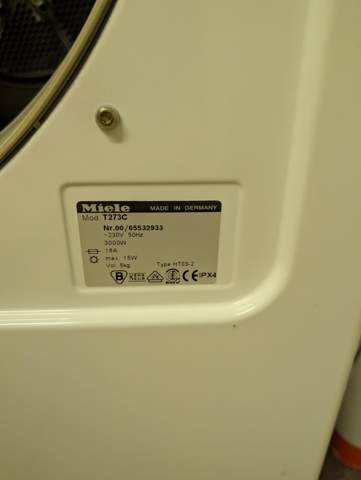 Miele MADE IN GERMANY
Mod. T273C
Nr.00/65532933
~230V 50Hz
3000W
16A
max. 15W
Vol. 5kg Type HT03-2
B CE IPX4